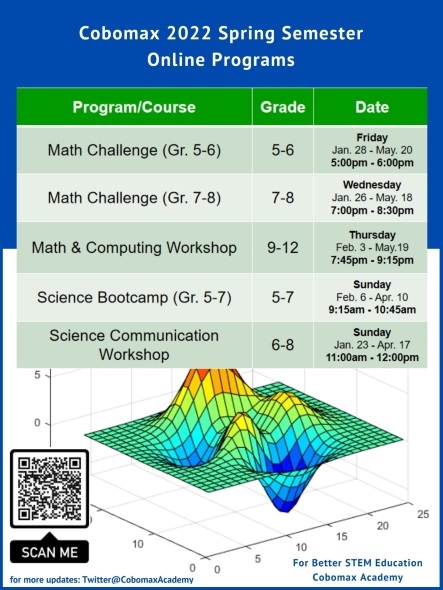 Cobomax 2022 Spring Semester
Online Programs
Program/Course Grade Date
Math Challenge (Gr. 5-6) 5-6 Friday
Jan. 28 - May. 20
5:00pm - 6:00pm
Math Challenge (Gr. 7-8) 7-8 Wednesday
Jan. 26 - May. 18
7:00pm - 8:30pm
Math & Computing Workshop 9-12 Thursday
Feb. 3 - May.19
7:45pm - 9:15pm
Science Bootcamp (Gr. 5-7) 5-7 Sunday
Feb. 6 - Apr. 10
9:15am - 10:45am
Science Communication
Workshop 6-8 Sunday
Jan. 23 - Apr. 17
11:00am - 12:00pm
5
0
25
20
15
10
5
0
10
0
SCAN ME
For Better STEM Education
Cobomax Academy
for more updates: Twitter@CobomaxAcademy